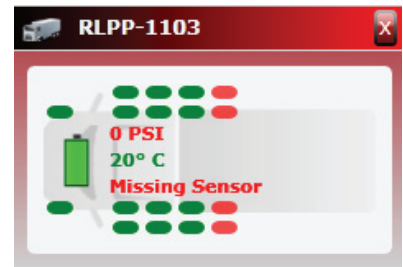 RLPP-1103
X
0 PSI
20° C
Missing Sensor